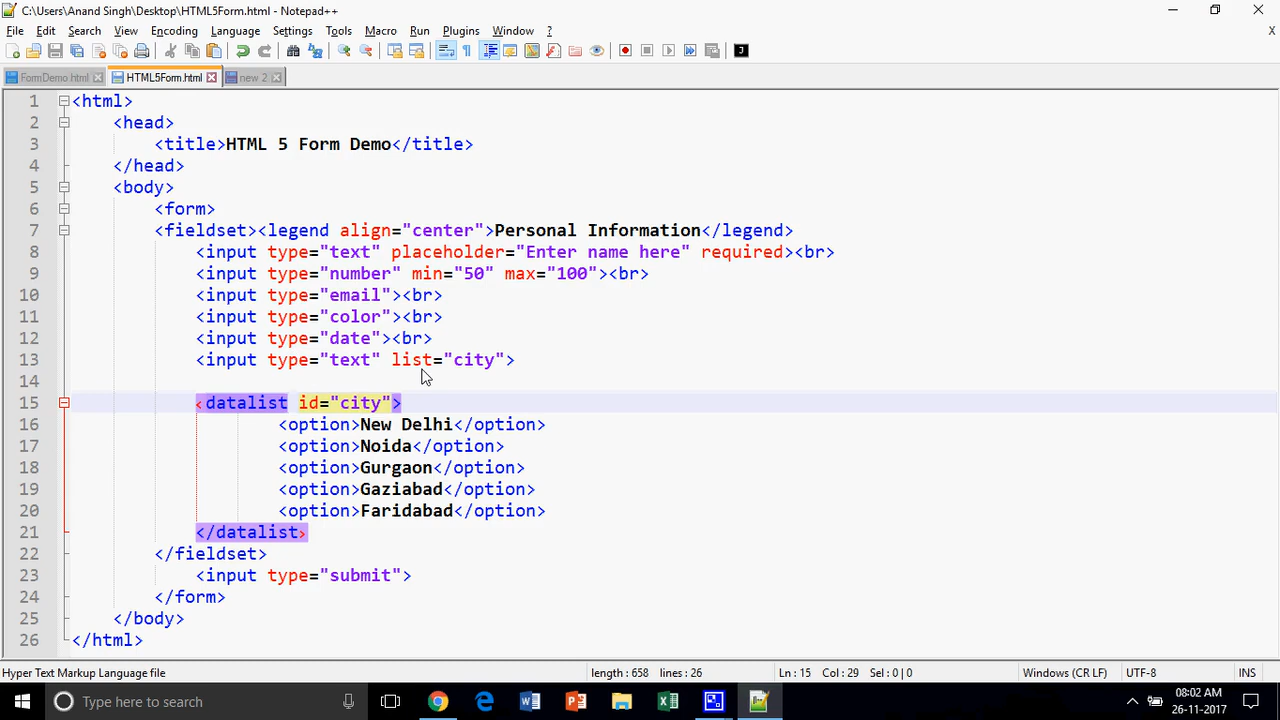 C:\Users\Anand Singh\Desktop\HTML5Form.html - Notepad++
File Edit Search View Encoding Language Settings Tools Macro Run Plugins Window ? X
FormDemo.html HTML5Form.html new 2
1 <html>
2 <head>
3 <title>HTML 5 Form Demo</title>
4 </head>
5 <body>
6 <form>
7 <fieldset><legend align="center">Personal Information</legend>
8 <input type="text" placeholder="Enter name here" required><br>
9 <input type="number" min="50" max="100"><br>
10 <input type="email"><br>
11 <input type="color"><br>
12 <input type="date"><br>
13 <input type="text" list="city">
14
15 <datalist id="city">
16 <option>New Delhi</option>
17 <option>Noida</option>
18 <option>Gurgaon</option>
19 <option>Gaziabad</option>
20 <option>Faridabad</option>
21 </datalist>
22 </fieldset>
23 <input type="submit">
24 </form>
25 </body>
26 </html>
Hyper Text Markup Language file length : 658 lines : 26 Ln : 15 Col : 29 Sel : 0 | 0 Windows (CR LF) UTF-8 INS
Type here to search 08:02 AM
26-11-2017